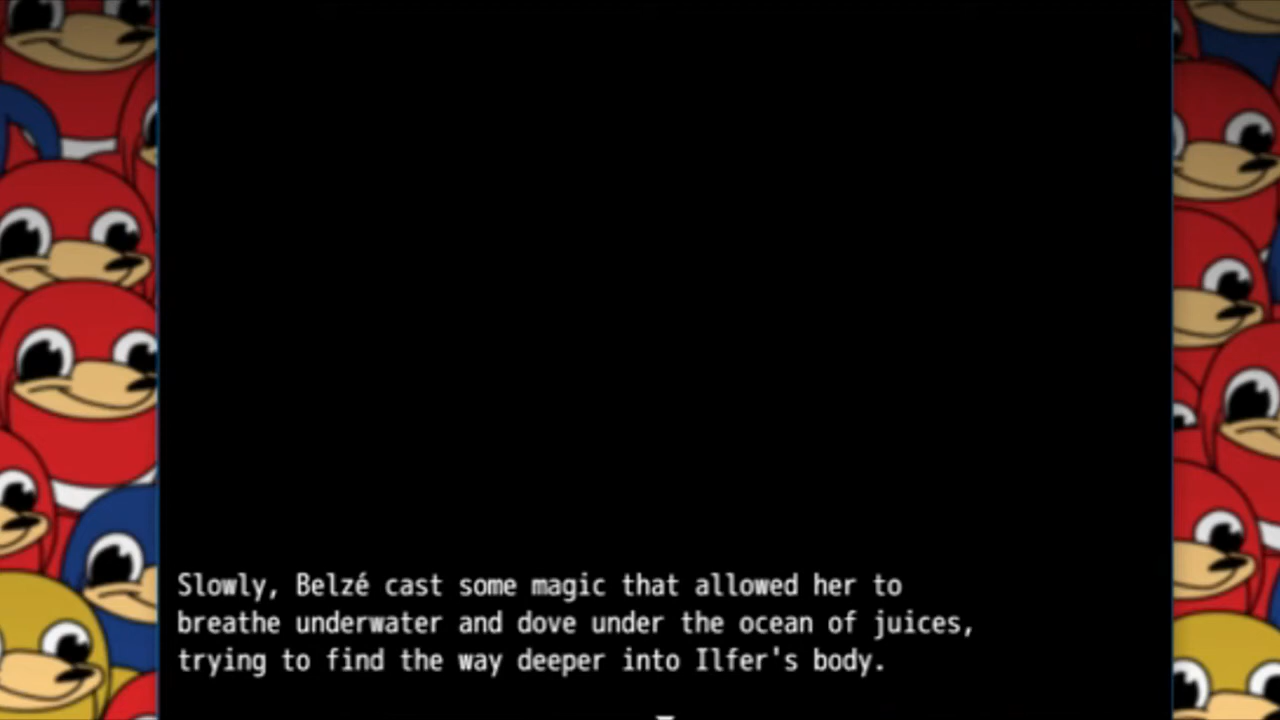 Slowly, Belzé cast some magic that allowed her to
breathe underwater and dove under the ocean of juices,
trying to find the way deeper into Ilfer's body.